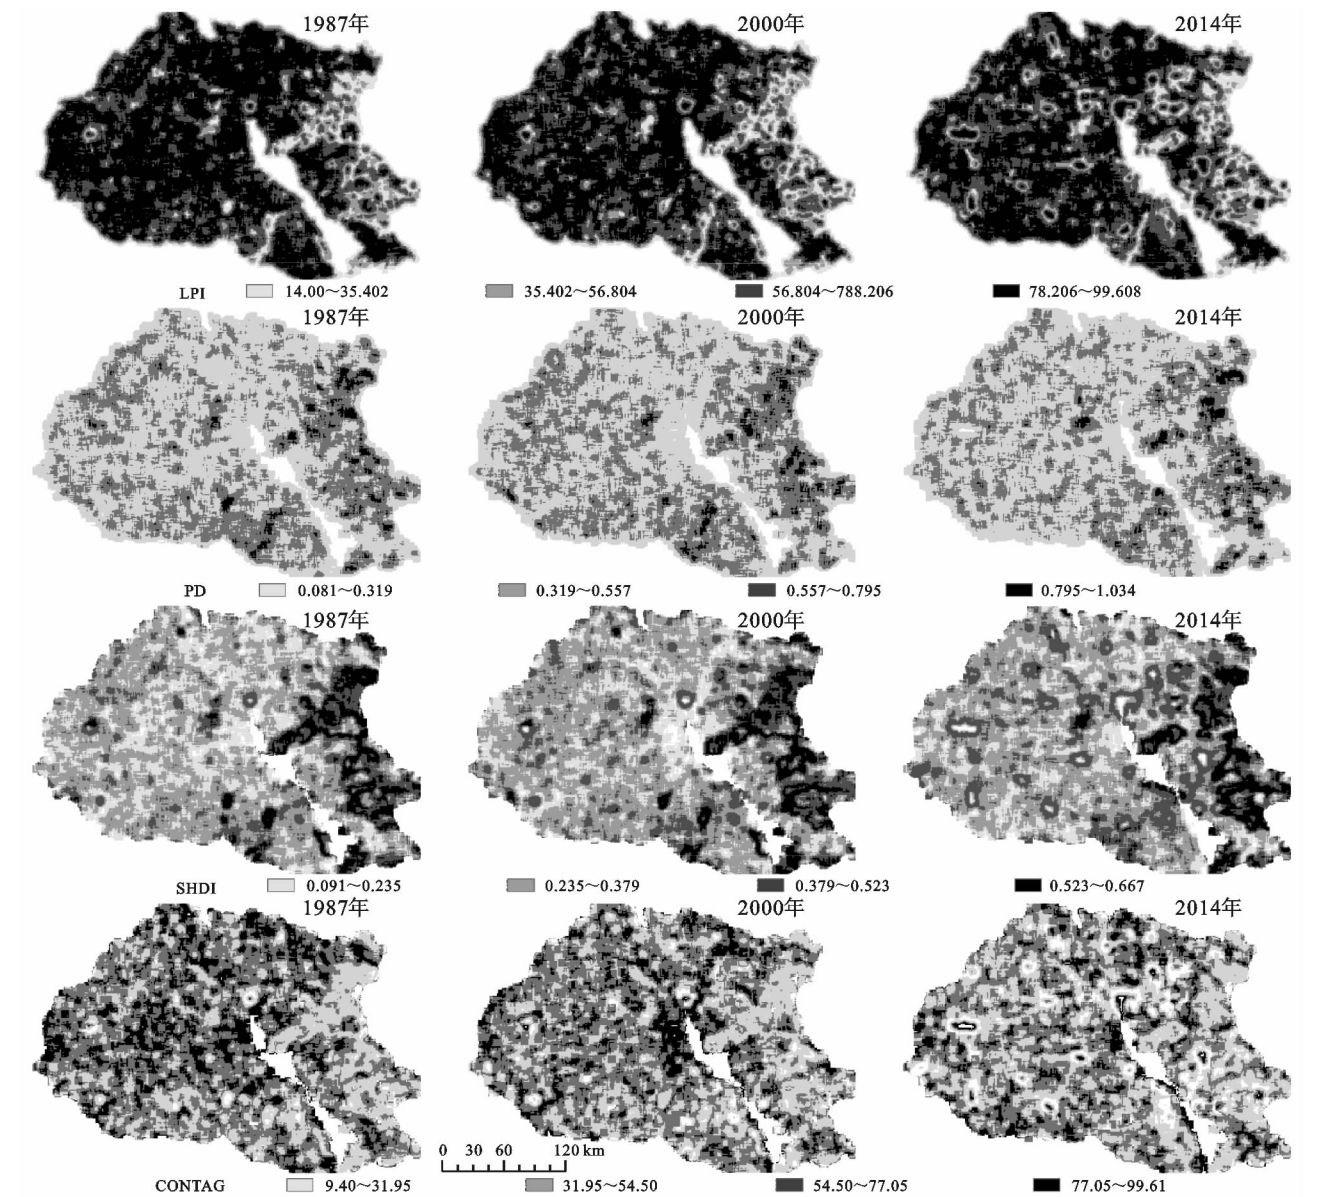 1987年 2000年 2014年
LPI 14.00～35.402 35.402～56.804 56.804～788.206 78.206～99.608
1987年 2000年 2014年
PD 0.081～0.319 0.319～0.557 0.557～0.795 0.795～1.034
1987年 2000年 2014年
SHDI 0.091～0.235 0.235～0.379 0.379～0.523 0.523～0.667
1987年 2000年 2014年
0 30 60 120 km
CONTAG 9.40～31.95 31.95～54.50 54.50～77.05 77.05～99.61